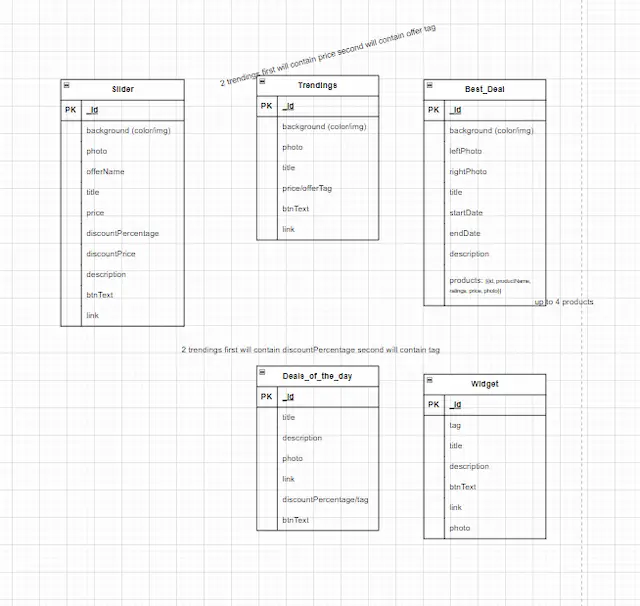 2 trendings first will contain price second will contain offer tag
Slider
PK _id
background (color/img)
photo
offerName
title
price
discountPercentage
discountPrice
description
btnText
link
Trendings
PK _id
background (color/img)
photo
title
price/offerTag
btnText
link
Best_Deal
PK _id
background (color/img)
leftPhoto
rightPhoto
title
startDate
endDate
description
products: [{id, productName,
ratings, price, photo}]
up to 4 products
2 trendings first will contain discountPercentage second will contain tag
Deals_of_the_day
PK _id
title
description
photo
link
discountPercentage/tag
btnText
Widget
PK _id
tag
title
description
btnText
link
photo